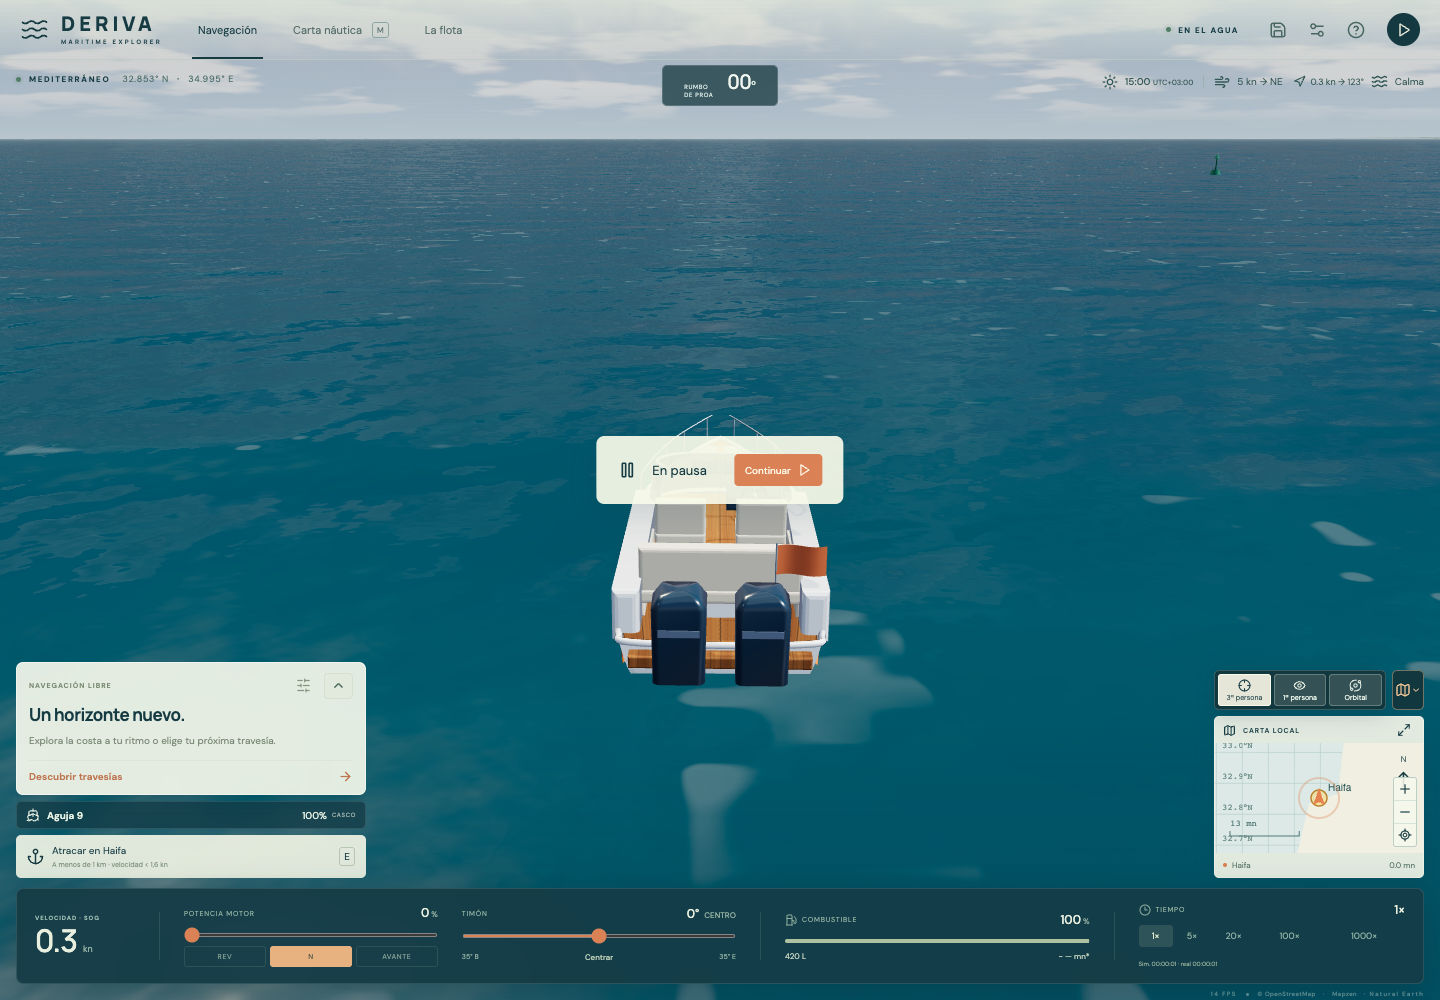 DERIVA
MARITIME EXPLORER
Navegación
Carta náutica M
La flota
EN EL AGUA
MEDITERRÁNEO 32.853° N · 34.995° E
RUMBO
DE PROA
00°
15:00 UTC+03:00
5 kn → NE
0.3 kn → 123°
Calma
En pausa
Continuar
NAVEGACIÓN LIBRE
Un horizonte nuevo.
Explora la costa a tu ritmo o elige tu próxima travesía.
Descubrir travesías
Aguja 9
100% CASCO
Atracar en Haifa
A menos de 1 km · velocidad < 1,6 kn
E
3ª persona
1ª persona
Orbital
CARTA LOCAL
33.0°N
32.9°N
32.8°N
32.7°N
13 mn
N
Haifa
Haifa
0.0 mn
VELOCIDAD · SOG
0.3 kn
POTENCIA MOTOR
0 %
REV
N
AVANTE
TIMÓN
0° CENTRO
35° B
Centrar
35° E
COMBUSTIBLE
100 %
420 L
- — mn*
TIEMPO
1×
1×
5×
20×
100×
1000×
Sim. 00:00:01 · real 00:00:01
14 FPS
© OpenStreetMap · Mapzen · Natural Earth